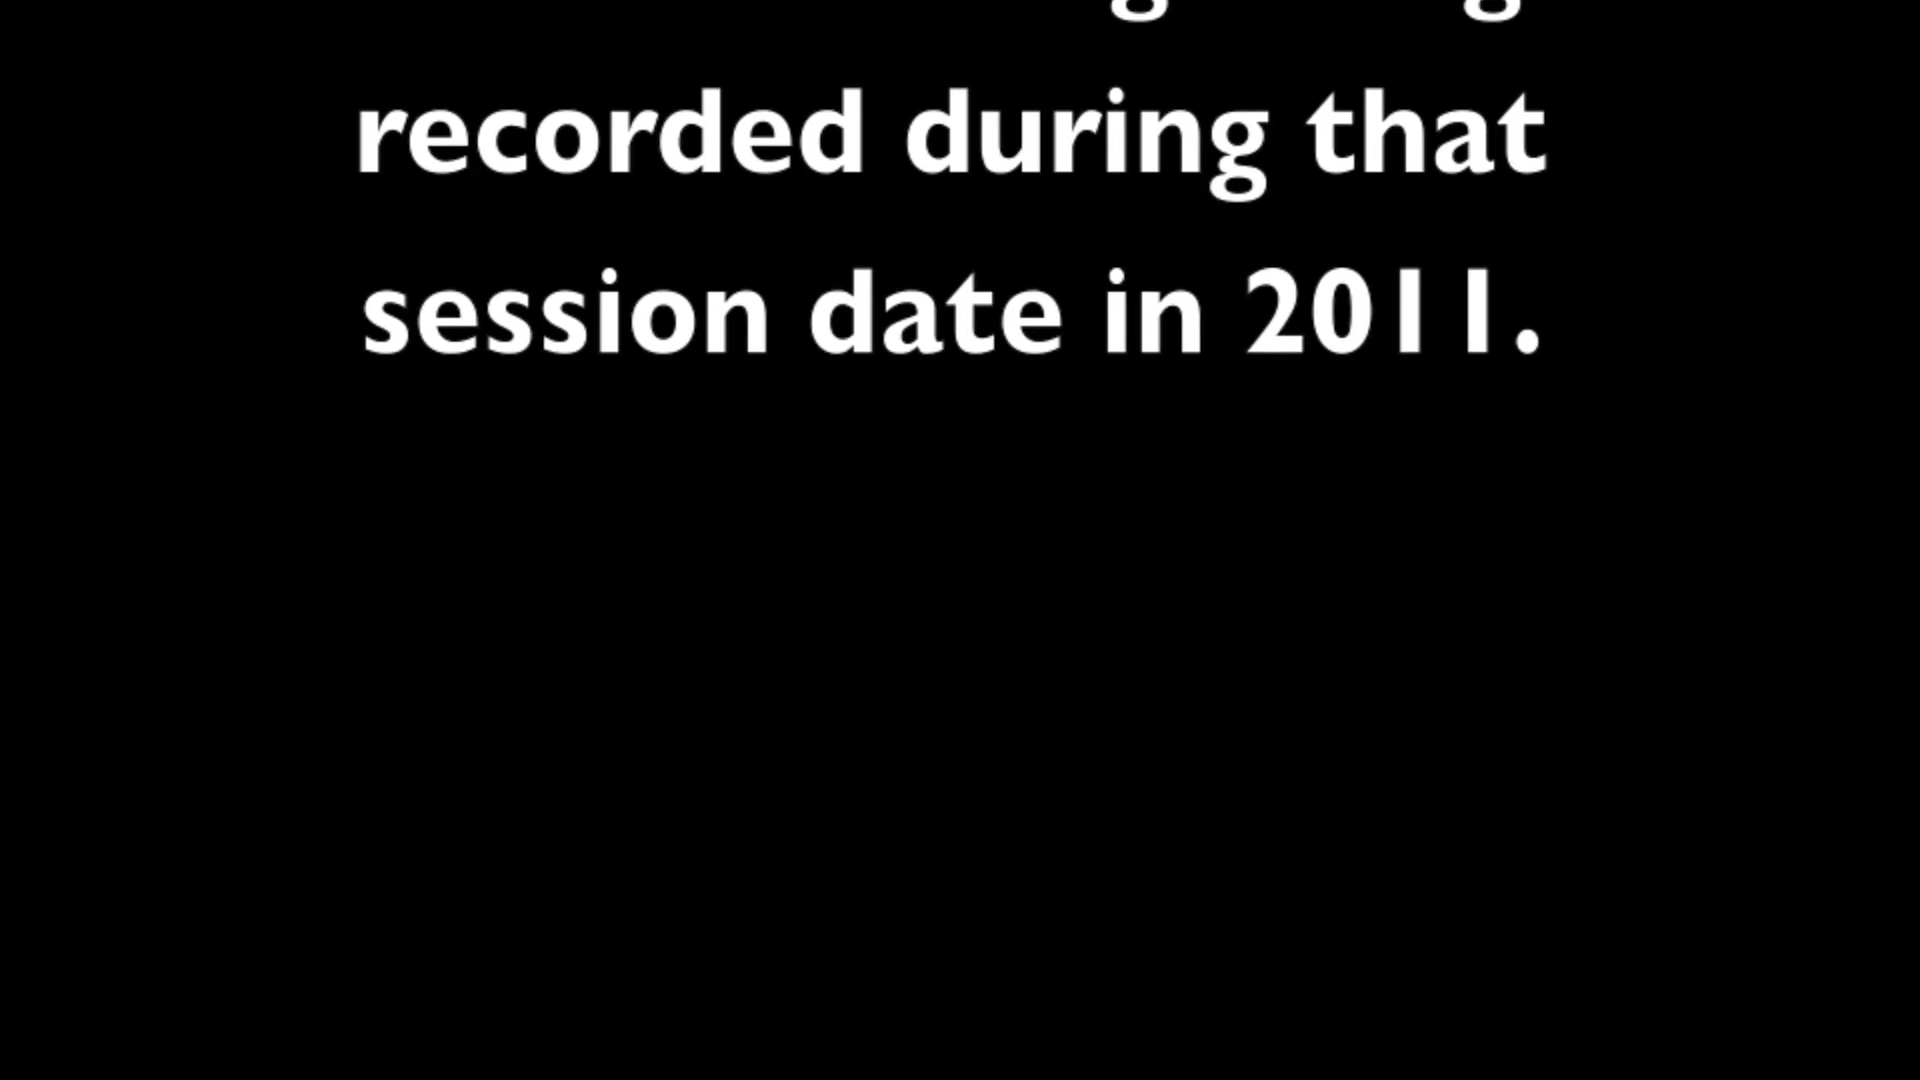 recorded during that
session date in 2011.